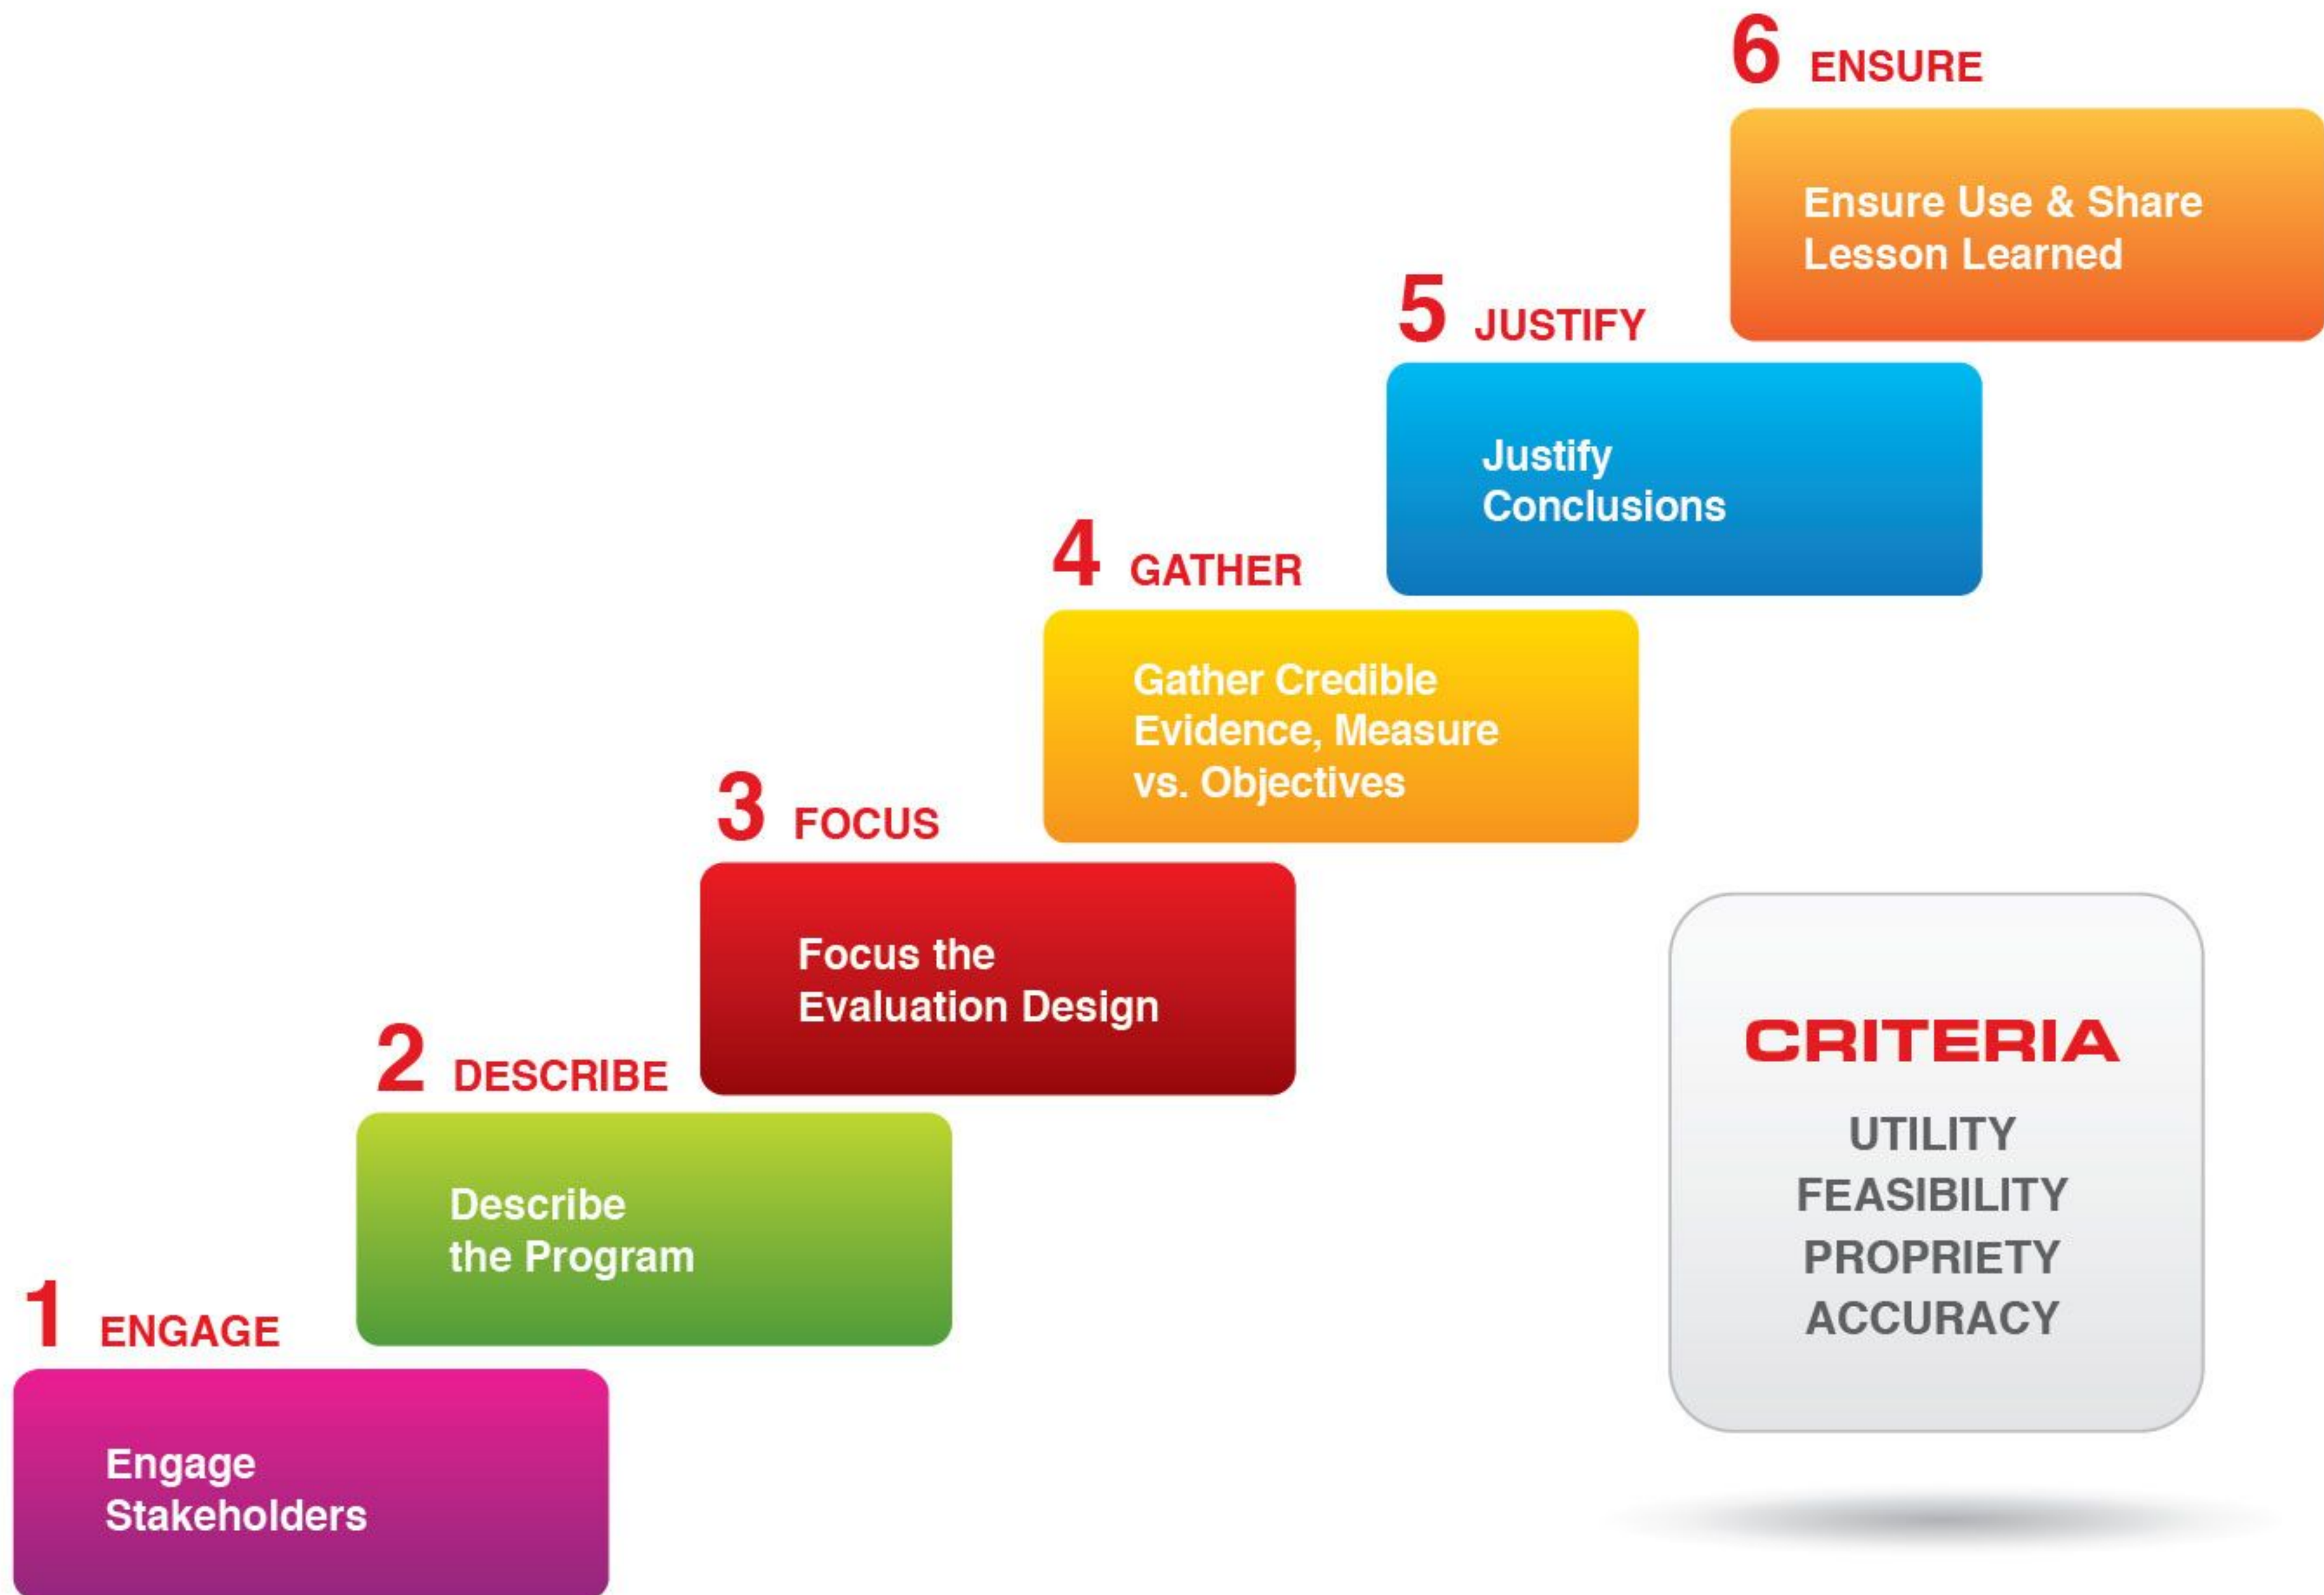 6 ENSURE
Ensure Use & Share
Lesson Learned
5 JUSTIFY
Justify
Conclusions
4 GATHER
Gather Credible
Evidence, Measure
vs. Objectives
3 FOCUS
Focus the
Evaluation Design
2 DESCRIBE
Describe
the Program
1 ENGAGE
Engage
Stakeholders
CRITERIA
UTILITY
FEASIBILITY
PROPRIETY
ACCURACY